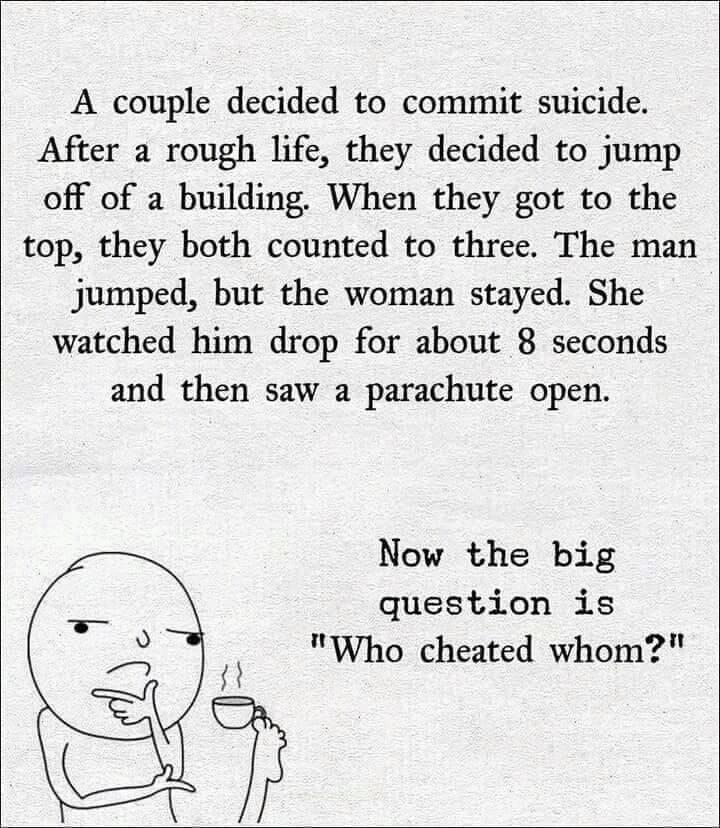 A couple decided to commit suicide.
After a rough life, they decided to jump
off of a building. When they got to the
top, they both counted to three. The man
jumped, but the woman stayed. She
watched him drop for about 8 seconds
and then saw a parachute open.
Now the big
question is
"Who cheated whom?"